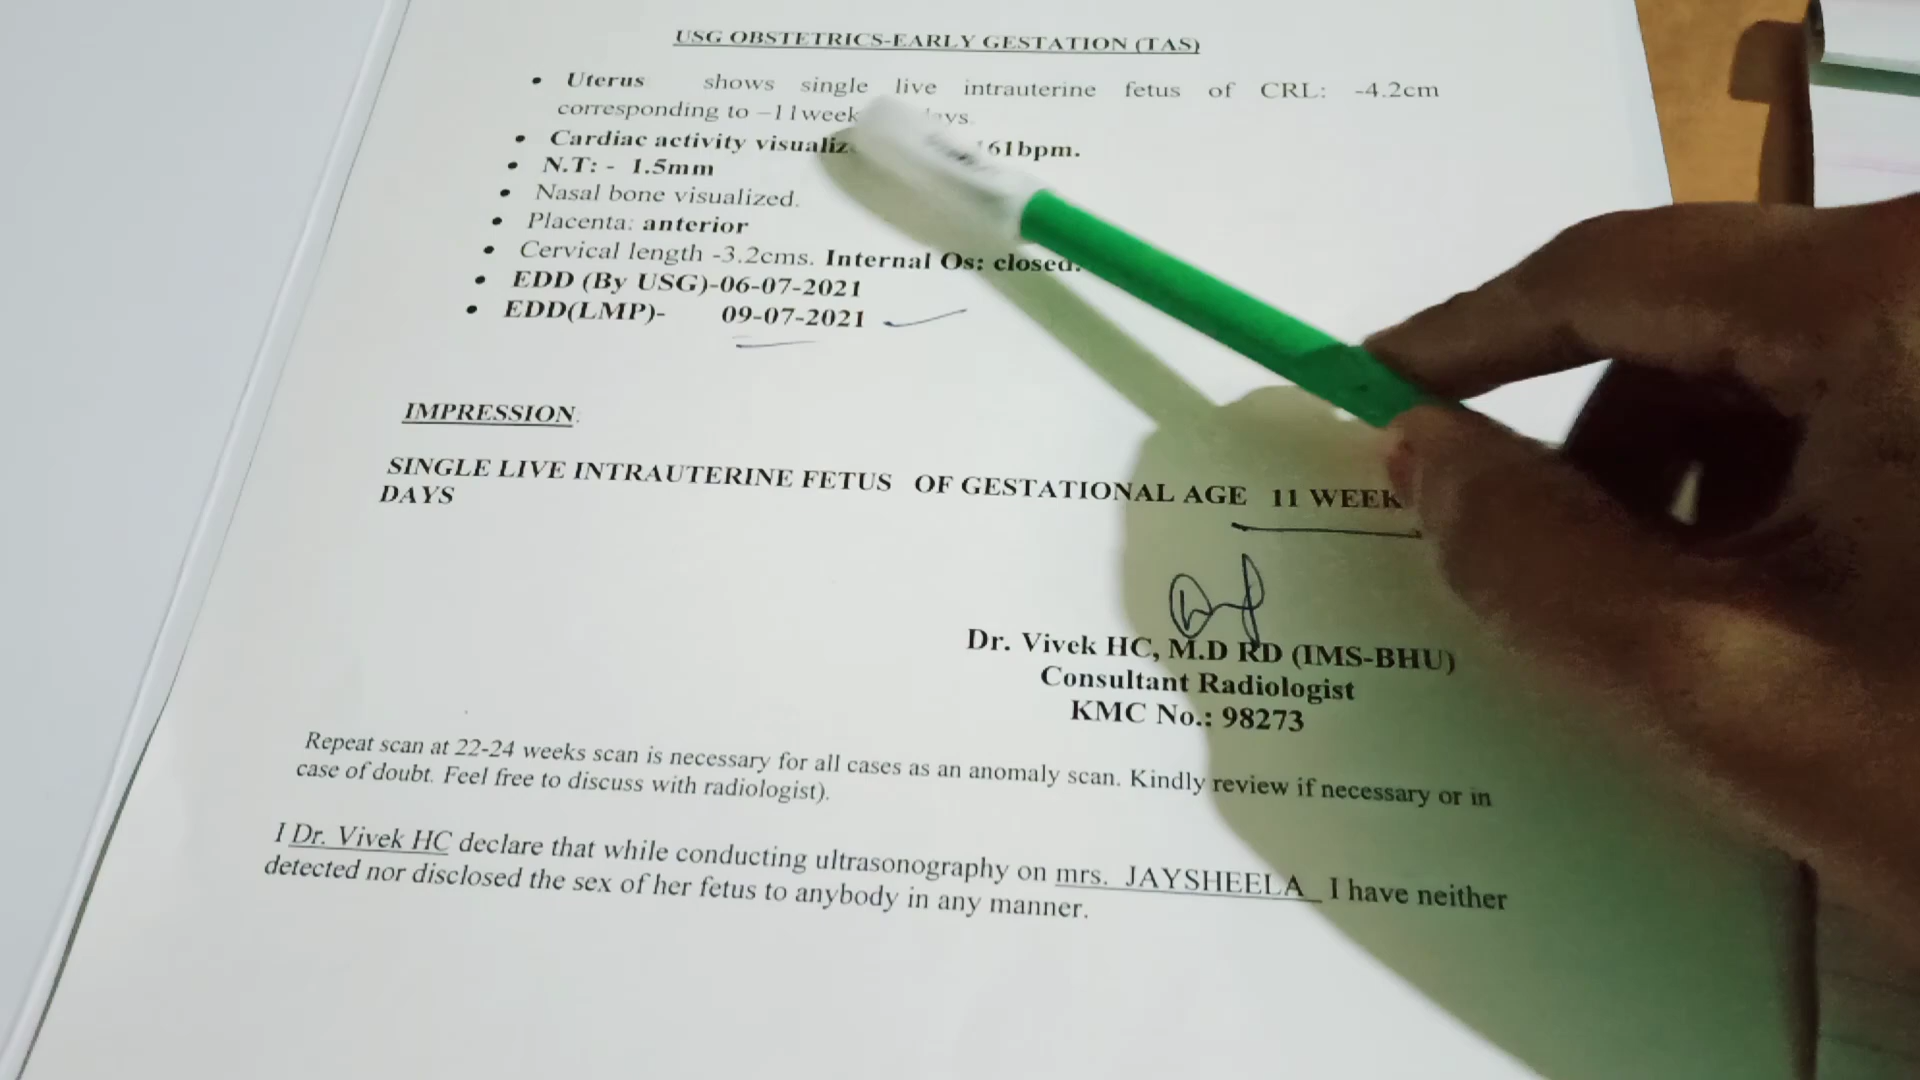 USG OBSTETRICS-EARLY GESTATION (TAS)
• Uterus shows single live intrauterine fetus of CRL: -4.2cm
corresponding to –11week
• Cardiac activity 61bpm.
• N.T: - 1.5mm
• Nasal bone visualized.
• Placenta: anterior
• Cervical length -3.2cms. Internal Os: closed.
• EDD (By USG)-06-07-2021
• EDD(LMP)- 09-07-2021
IMPRESSION:
SINGLE LIVE INTRAUTERINE FETUS OF GESTATIONAL AGE 11 WEEK
DAYS
Dr. Vivek HC, M.D RD (IMS-BHU)
Consultant Radiologist
KMC No.: 98273
Repeat scan at 22-24 weeks scan is necessary for all cases as an anomaly scan. Kindly review if necessary or in
case of doubt. Feel free to discuss with radiologist).
I Dr. Vivek HC declare that while conducting ultrasonography on mrs. JAYSHEELA I have neither
detected nor disclosed the sex of her fetus to anybody in any manner.